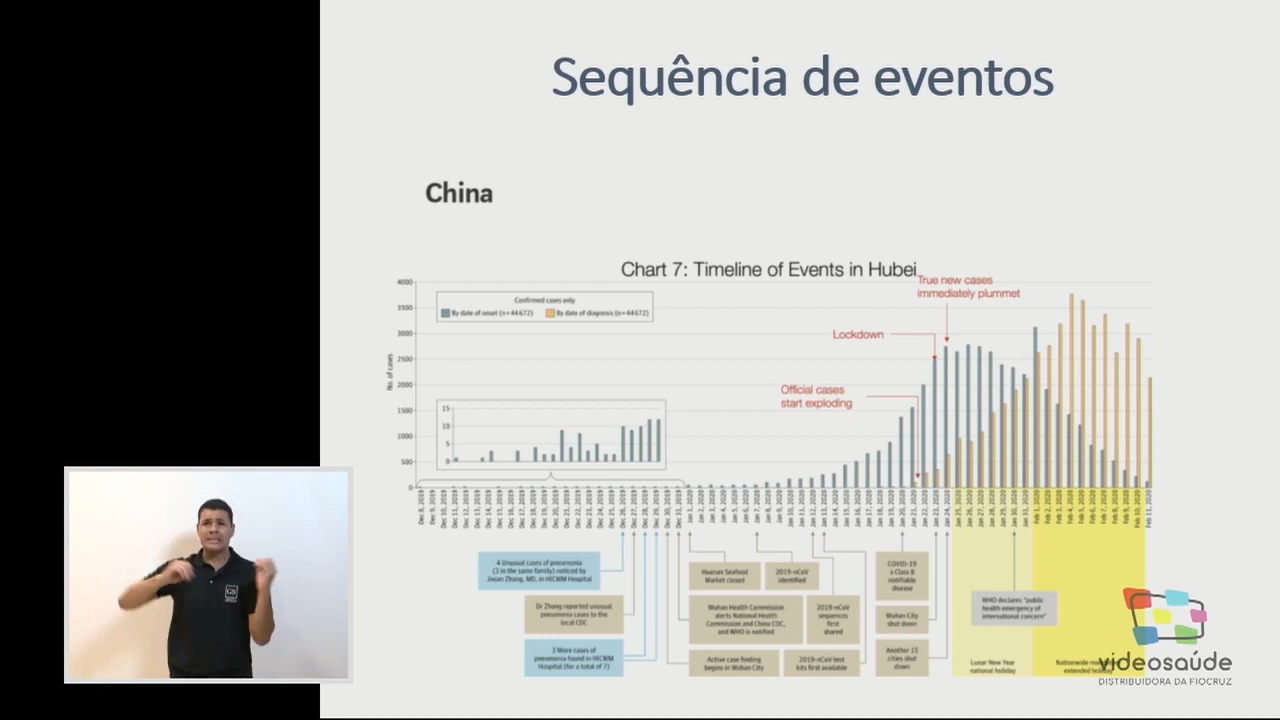 Sequência de eventos
China
Chart 7: Timeline of Events in Hubei
True new cases
immediately plummet
Lockdown
Official cases
start exploding
Confirmed cases only
By date of onset (n=44672)
By date of diagnosis (n=44672)
No. of cases
4000
3500
3000
2500
2000
1500
1000
500
0
15
10
5
0
4 Unusual cases of pneumonia
(3 in the same family) noticed by
Jixian Zhang, MD, in HICWM Hospital
Dr Zhang reported unusual
pneumonia cases to the
local CDC
3 More cases of
pneumonia found in HICWM
Hospital (for a total of 7)
Huanan Seafood
Market closed
2019-nCoV
identified
Wuhan Health Commission
alerts National Health
Commission and China CDC,
and WHO is notified
2019-nCoV
sequences
first
shared
Active case finding
begins in Wuhan City
2019-nCoV test
kits first available
COVID-19
a Class B
notifiable
disease
Wuhan City
shut down
Another 15
cities shut
down
WHO declares "public
health emergency of
international concern"
Lunar New Year
national holiday
Nationwide
extended holiday
GS
videosaúde
DISTRIBUIDORA DA FIOCRUZ